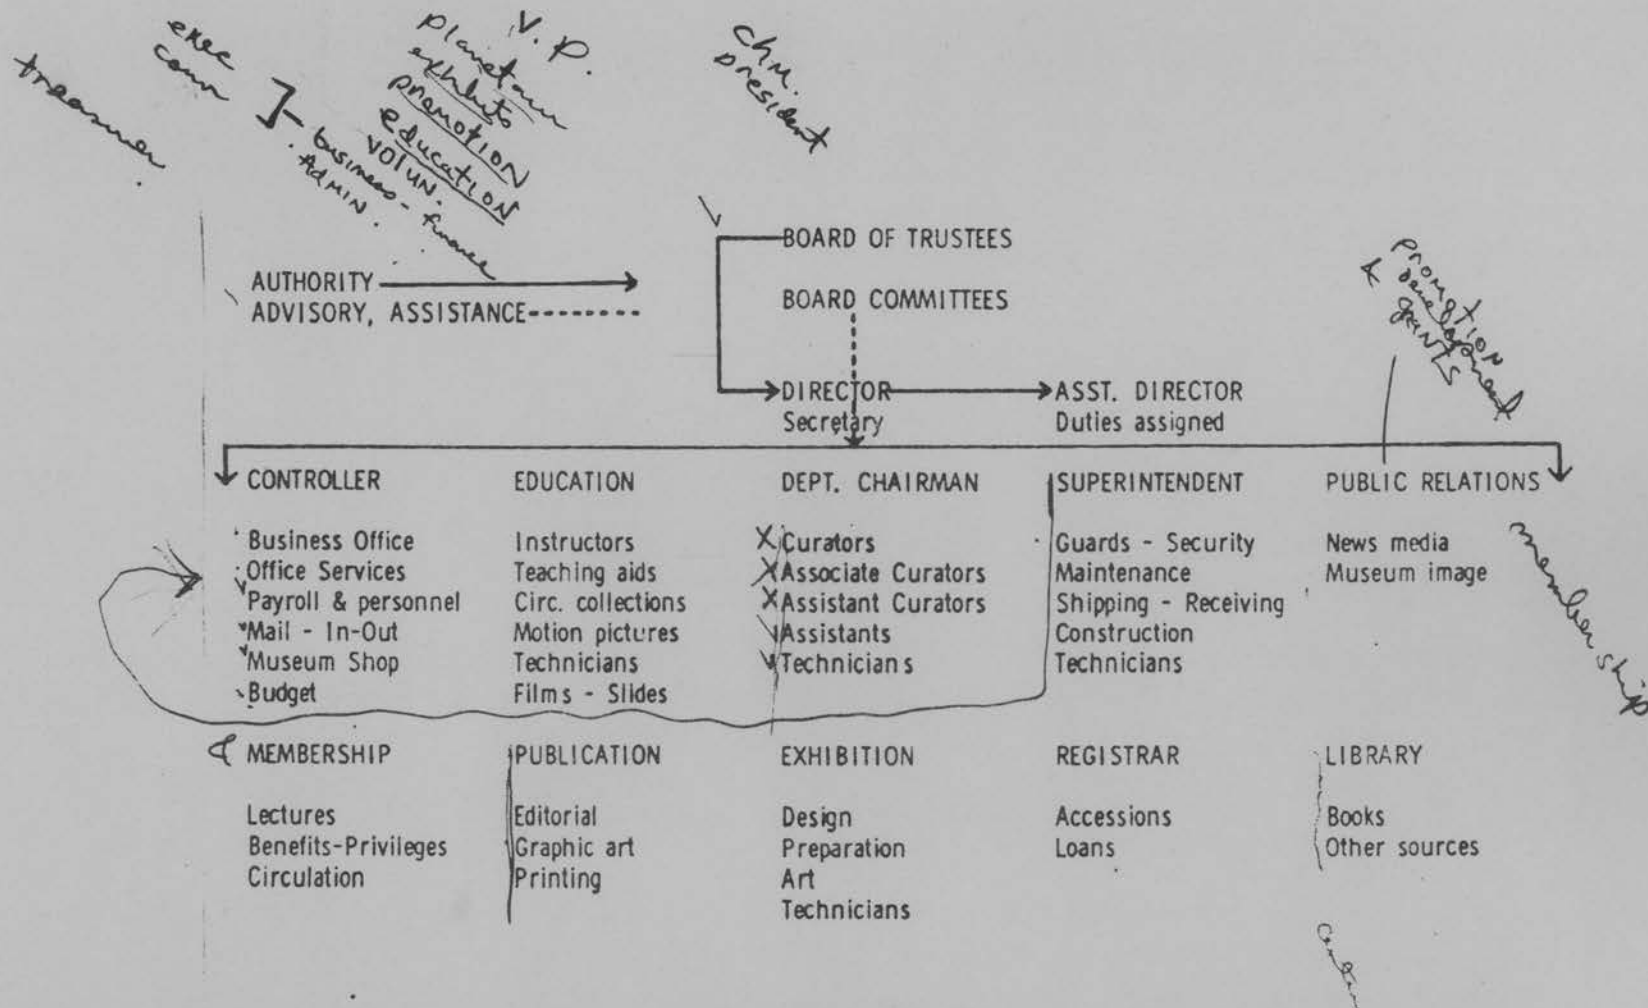 treasurer
exec
comm
business - finance
Admin.
V. P.
planetarium
exhibits
promotion
education
volun.
chm.
president
BOARD OF TRUSTEES
AUTHORITY
ADVISORY, ASSISTANCE
BOARD COMMITTEES
promotion
development
& grants
DIRECTOR
Secretary
ASST. DIRECTOR
Duties assigned
CONTROLLER
Business Office
Office Services
Payroll & personnel
Mail - In-Out
Museum Shop
Budget
EDUCATION
Instructors
Teaching aids
Circ. collections
Motion pictures
Technicians
Films - Slides
DEPT. CHAIRMAN
Curators
Associate Curators
Assistant Curators
Assistants
Technicians
SUPERINTENDENT
Guards - Security
Maintenance
Shipping - Receiving
Construction
Technicians
PUBLIC RELATIONS
News media
Museum image
membership
MEMBERSHIP
Lectures
Benefits-Privileges
Circulation
PUBLICATION
Editorial
Graphic art
Printing
EXHIBITION
Design
Preparation
Art
Technicians
REGISTRAR
Accessions
Loans
LIBRARY
Books
Other sources